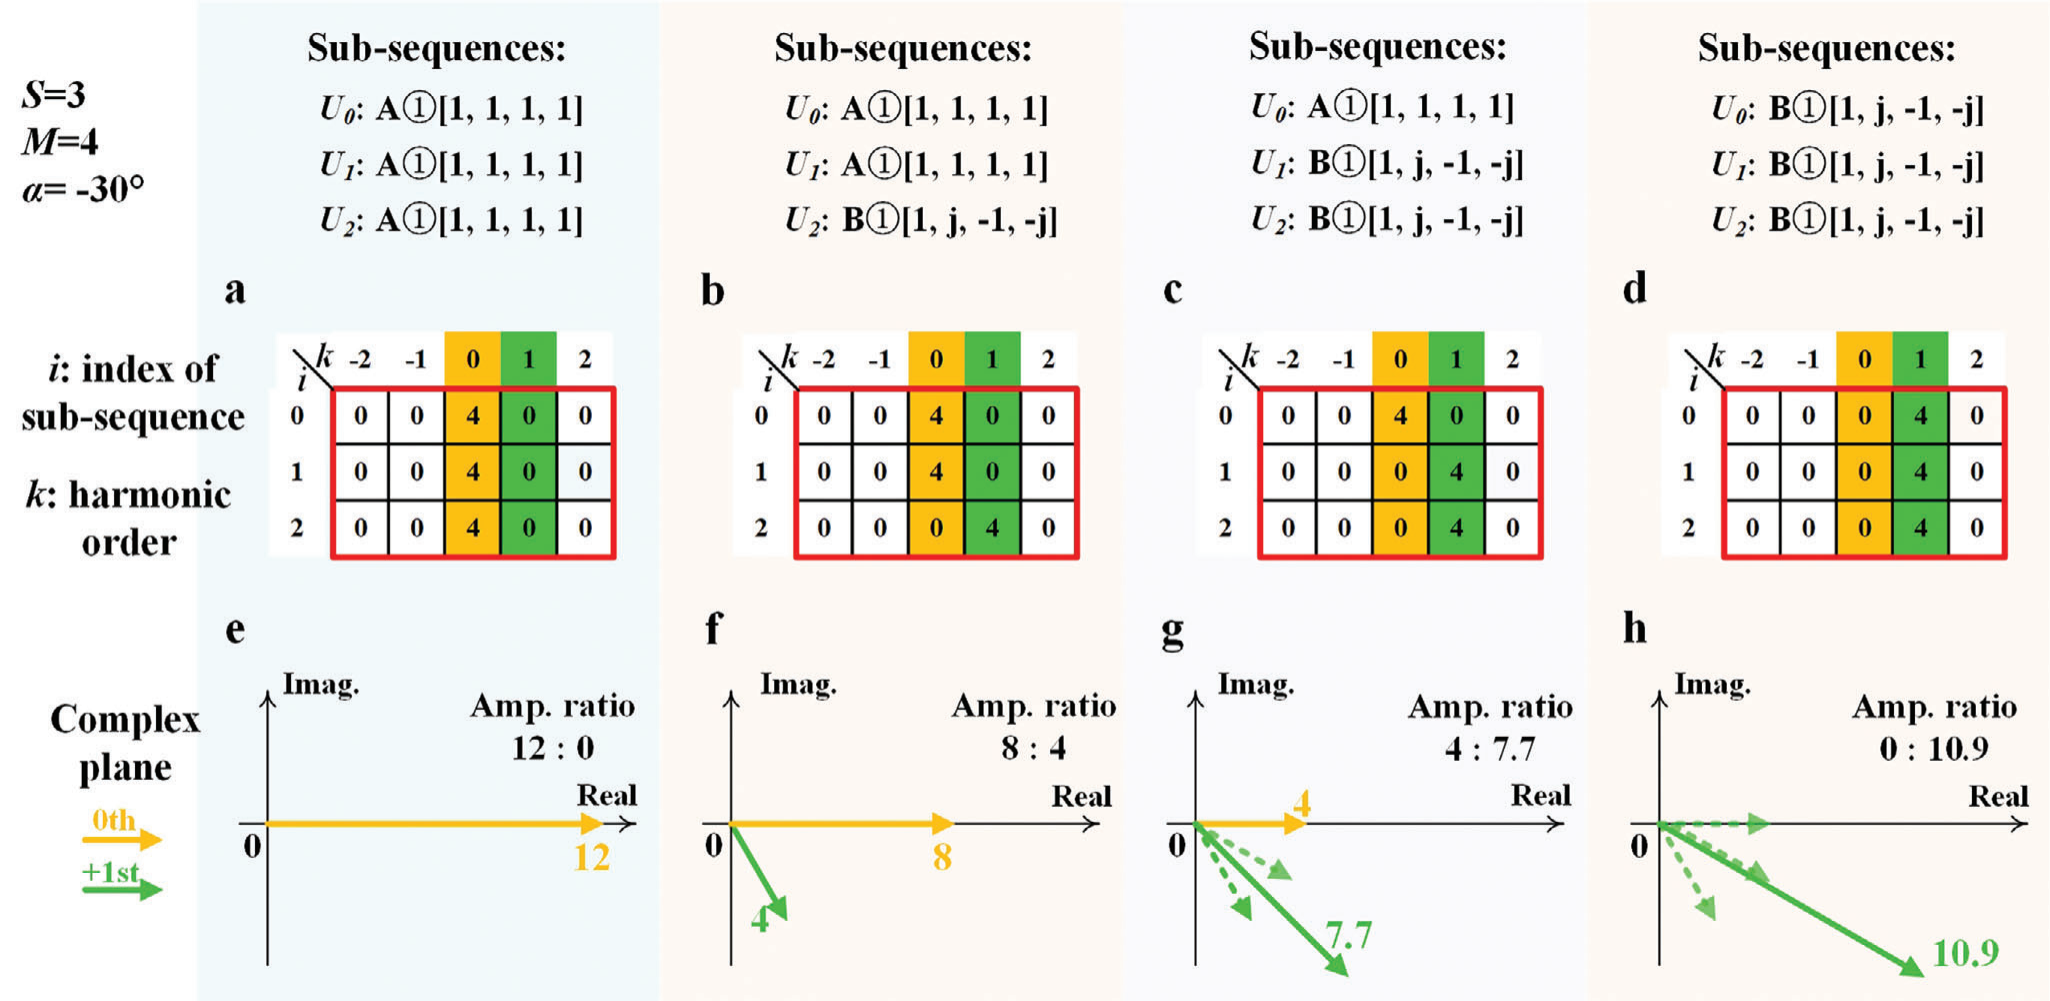 S=3
M=4
α= -30°
Sub-sequences:
U0: A①[1, 1, 1, 1]
U1: A①[1, 1, 1, 1]
U2: A①[1, 1, 1, 1]
Sub-sequences:
U0: A①[1, 1, 1, 1]
U1: A①[1, 1, 1, 1]
U2: B①[1, j, -1, -j]
Sub-sequences:
U0: A①[1, 1, 1, 1]
U1: B①[1, j, -1, -j]
U2: B①[1, j, -1, -j]
Sub-sequences:
U0: B①[1, j, -1, -j]
U1: B①[1, j, -1, -j]
U2: B①[1, j, -1, -j]
i: index of
sub-sequence
k: harmonic
order
a
k -2 -1 0 1 2
i
0 0 0 4 0 0
1 0 0 4 0 0
2 0 0 4 0 0
b
k -2 -1 0 1 2
i
0 0 0 4 0 0
1 0 0 4 0 0
2 0 0 0 4 0
c
k -2 -1 0 1 2
i
0 0 0 4 0 0
1 0 0 0 4 0
2 0 0 0 4 0
d
k -2 -1 0 1 2
i
0 0 0 0 4 0
1 0 0 0 4 0
2 0 0 0 4 0
Complex
plane
0th
+1st
e
Imag.
Amp. ratio
12 : 0
Real
0
12
f
Imag.
Amp. ratio
8 : 4
Real
0
8
4
g
Imag.
Amp. ratio
4 : 7.7
Real
4
0
7.7
h
Imag.
Amp. ratio
0 : 10.9
Real
0
10.9